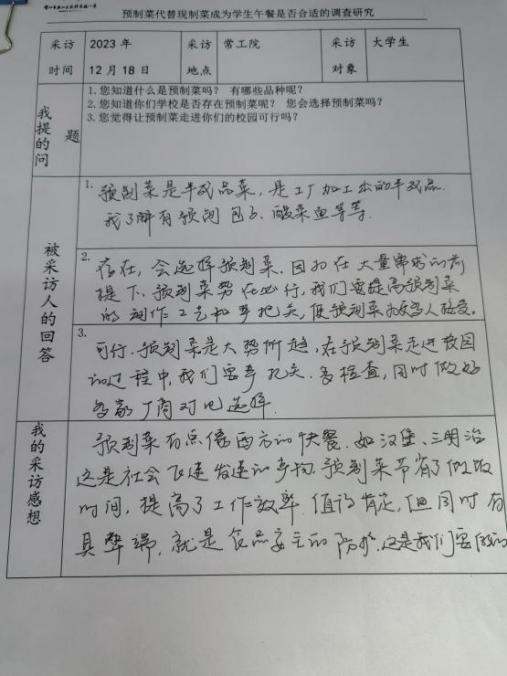 预制菜代替现制菜成为学生午餐是否合适的调查研究
采访时间 2023年12月18日 采访地点 常工院 采访对象 大学生
我提的问题
1.您知道什么是预制菜吗？ 有哪些品种呢？
2.您知道你们学校是否存在预制菜呢？ 您会选择预制菜吗？
3.您觉得让预制菜走进你们的校园可行吗？
被采访人的回答
1. 预制菜是半成品菜，是工厂加工出的半成品.
我了解有预制包子、酸菜鱼等等.
2. 存在，会选择预制菜，因为在大量需求的前
提下，预制菜势在必行，我们要提高预制菜
的制作工艺和严把关，使预制菜为人接受。
3. 可行，预制菜是大势所趋，在预制菜走进校园
的过程中，我们要严把关，多检查，同时做好
多家厂商对比选择
我的采访感想
预制菜有点像西方的快餐，如汉堡、三明治
这是社会飞速发速的产物，预制菜节省了做饭
时间，提高了工作效率，值得肯定，但同时有
其弊端，就是食品安全的防护，这是我们要做的